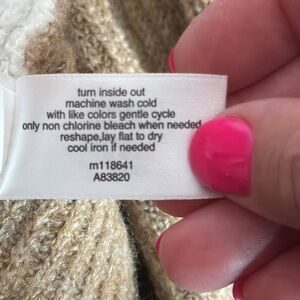 turn inside out
machine wash cold
with like colors gentle cycle
only non chlorine bleach when needed
reshape,lay flat to dry
cool iron if needed
rn118641
A83820